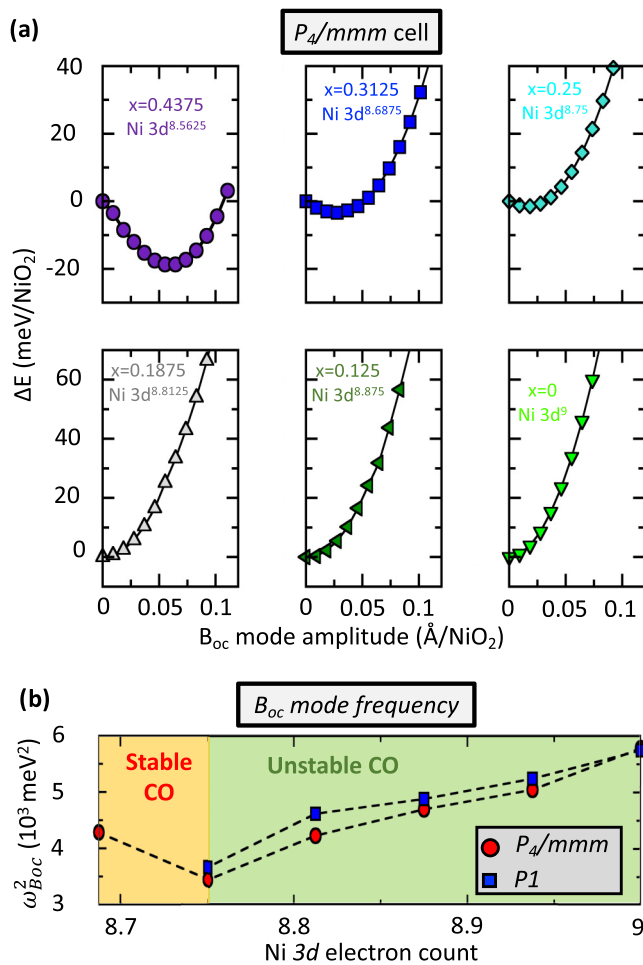 (a)
P4/mmm cell
ΔE (meV/NiO2)
40
20
0
-20
x=0.4375
Ni 3d8.5625
x=0.3125
Ni 3d8.6875
x=0.25
Ni 3d8.75
60
40
20
0
x=0.1875
Ni 3d8.8125
x=0.125
Ni 3d8.875
x=0
Ni 3d9
0 0.05 0.1 0 0.05 0.1 0 0.05 0.1
Boc mode amplitude (Å/NiO2)
(b)
Boc mode frequency
ω2Boc (103 meV2)
6
5
4
3
Stable
CO
Unstable CO
P4/mmm
P1
8.7 8.8 8.9 9
Ni 3d electron count